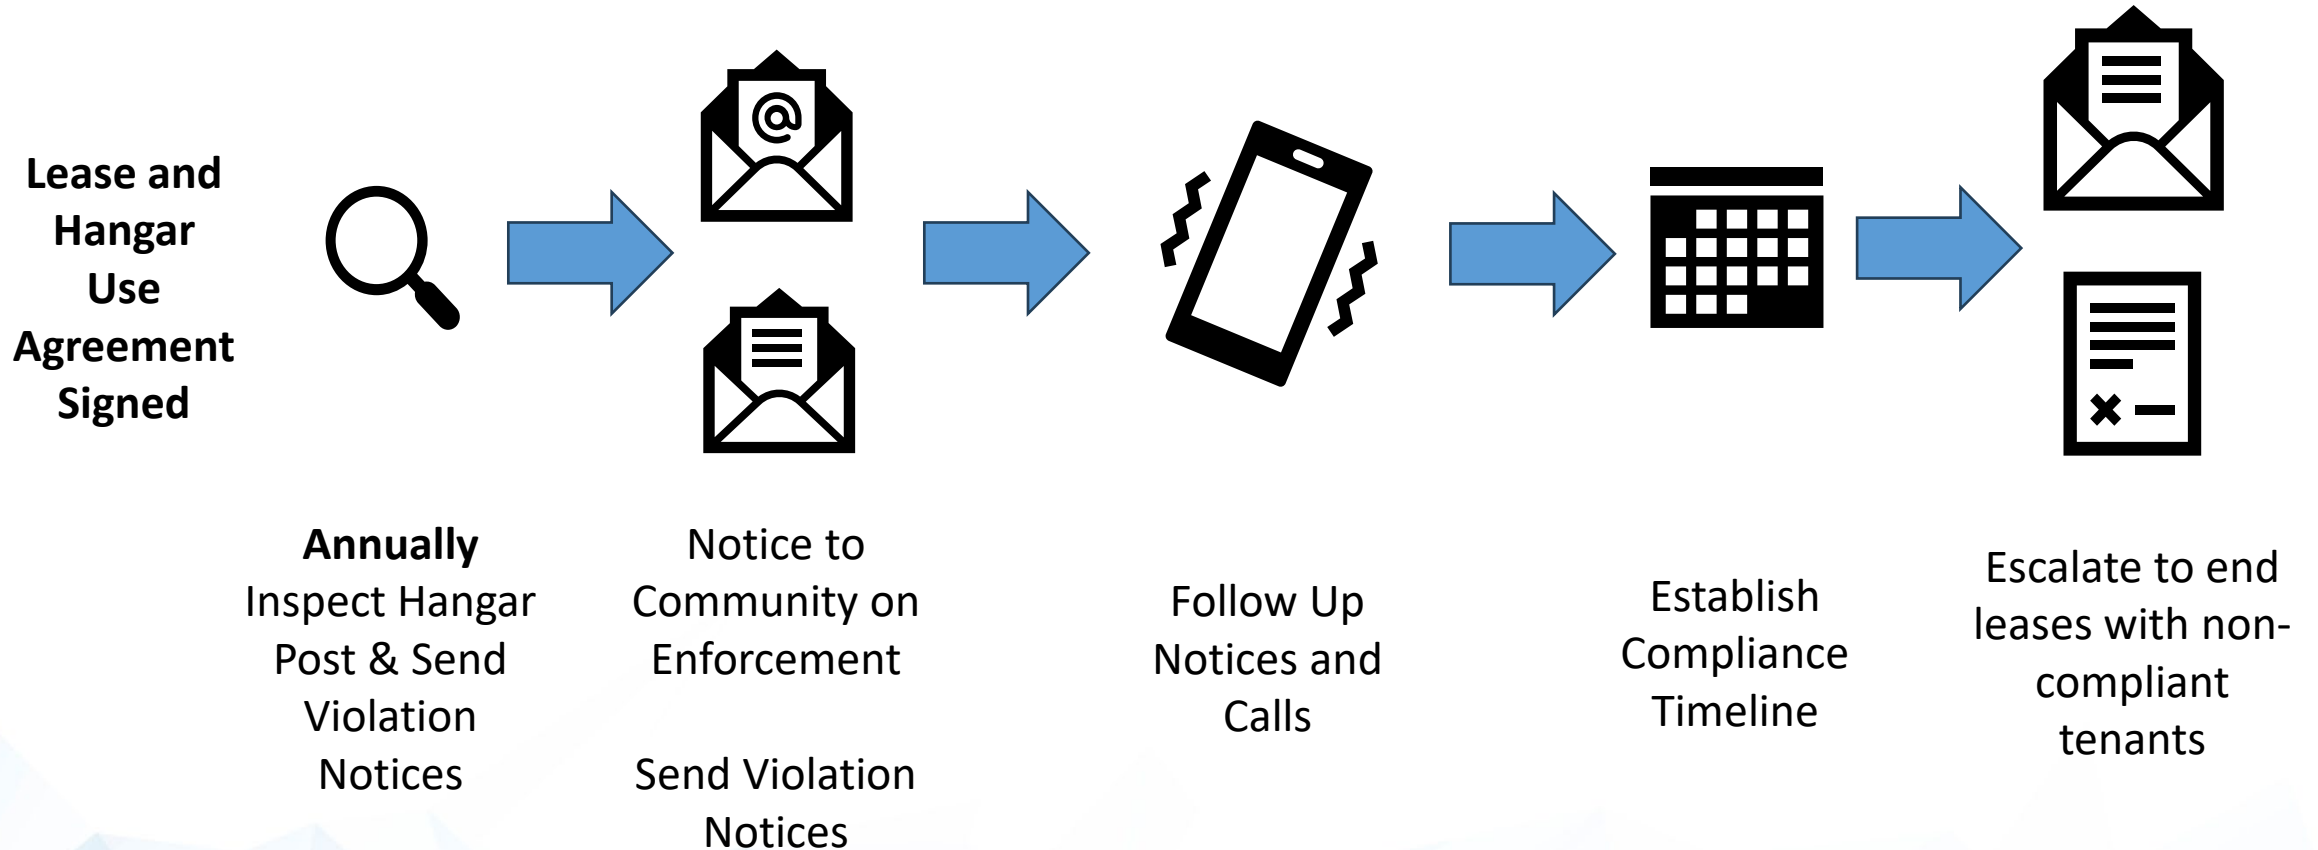 Lease and
Hangar
Use
Agreement
Signed
@
Annually
Inspect Hangar
Post & Send
Violation
Notices
Notice to
Community on
Enforcement
Send Violation
Notices
Follow Up
Notices and
Calls
Establish
Compliance
Timeline
Escalate to end
leases with non-
compliant
tenants